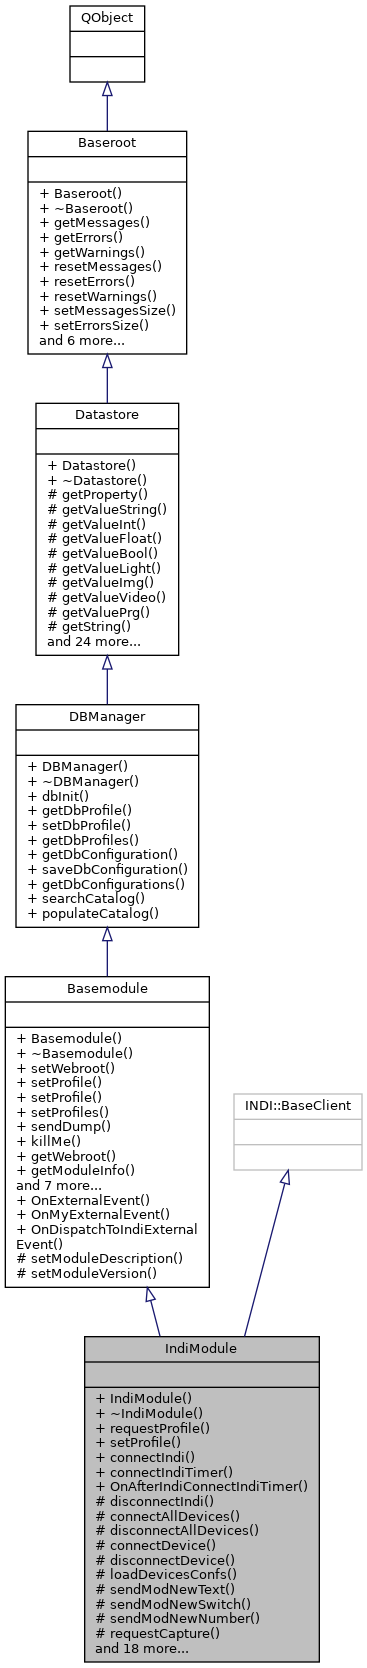 QObject
Baseroot
+ Baseroot()
+ ~Baseroot()
+ getMessages()
+ getErrors()
+ getWarnings()
+ resetMessages()
+ resetErrors()
+ resetWarnings()
+ setMessagesSize()
+ setErrorsSize()
and 6 more...
Datastore
+ Datastore()
+ ~Datastore()
# getProperty()
# getValueString()
# getValueInt()
# getValueFloat()
# getValueBool()
# getValueLight()
# getValueImg()
# getValueVideo()
# getValuePrg()
# getString()
and 24 more...
DBManager
+ DBManager()
+ ~DBManager()
+ dbInit()
+ getDbProfile()
+ setDbProfile()
+ getDbProfiles()
+ getDbConfiguration()
+ saveDbConfiguration()
+ getDbConfigurations()
+ searchCatalog()
+ populateCatalog()
Basemodule
+ Basemodule()
+ ~Basemodule()
+ setWebroot()
+ setProfile()
+ setProfile()
+ setProfiles()
+ sendDump()
+ killMe()
+ getWebroot()
+ getModuleInfo()
and 7 more...
+ OnExternalEvent()
+ OnMyExternalEvent()
+ OnDispatchToIndiExternal
Event()
# setModuleDescription()
# setModuleVersion()
INDI::BaseClient
IndiModule
+ IndiModule()
+ ~IndiModule()
+ requestProfile()
+ setProfile()
+ connectIndi()
+ connectIndiTimer()
+ OnAfterIndiConnectIndiTimer()
# disconnectIndi()
# connectAllDevices()
# disconnectAllDevices()
# connectDevice()
# disconnectDevice()
# loadDevicesConfs()
# sendModNewText()
# sendModNewSwitch()
# sendModNewNumber()
# requestCapture()
and 18 more...